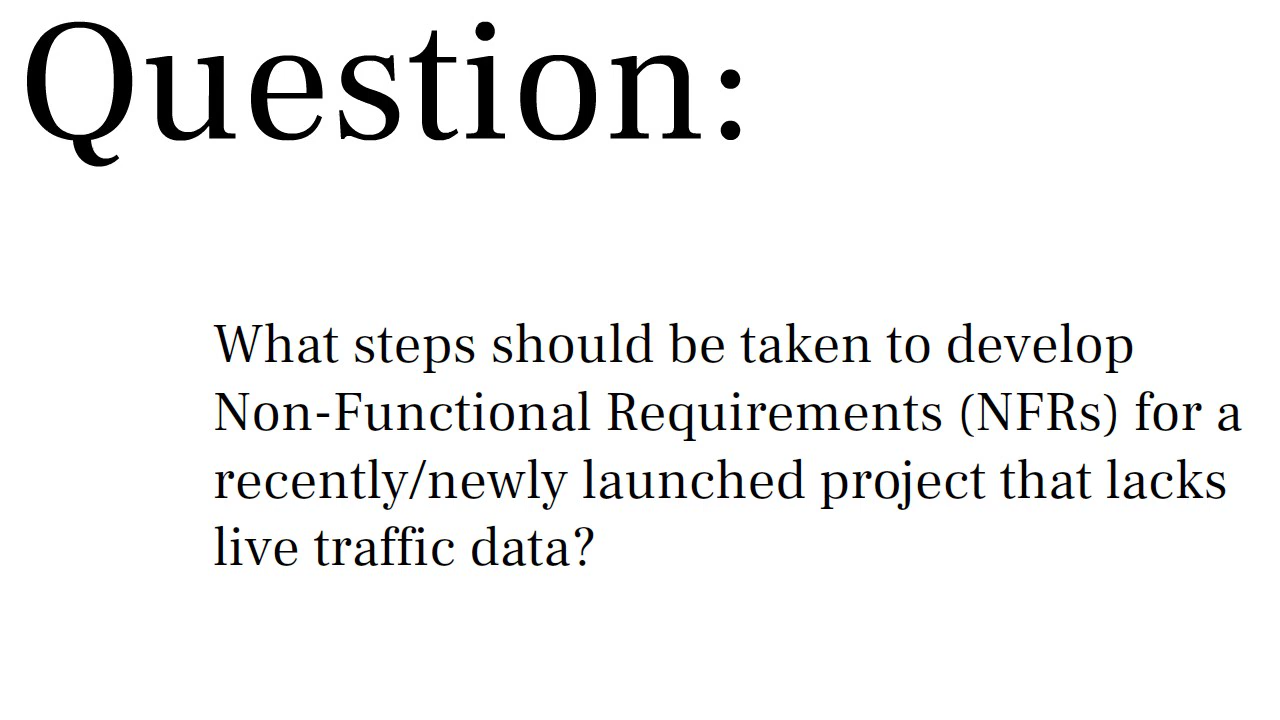 Question:
What steps should be taken to develop
Non-Functional Requirements (NFRs) for a
recently/newly launched project that lacks
live traffic data?